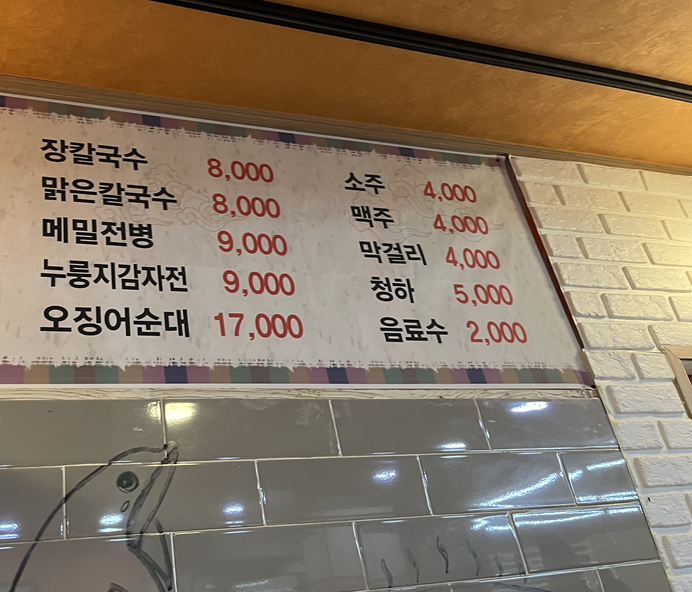 장칼국수 8,000
맑은칼국수 8,000
메밀전병 9,000
누룽지감자전 9,000
오징어순대 17,000
소주 4,000
맥주 4,000
막걸리 4,000
청하 5,000
음료수 2,000